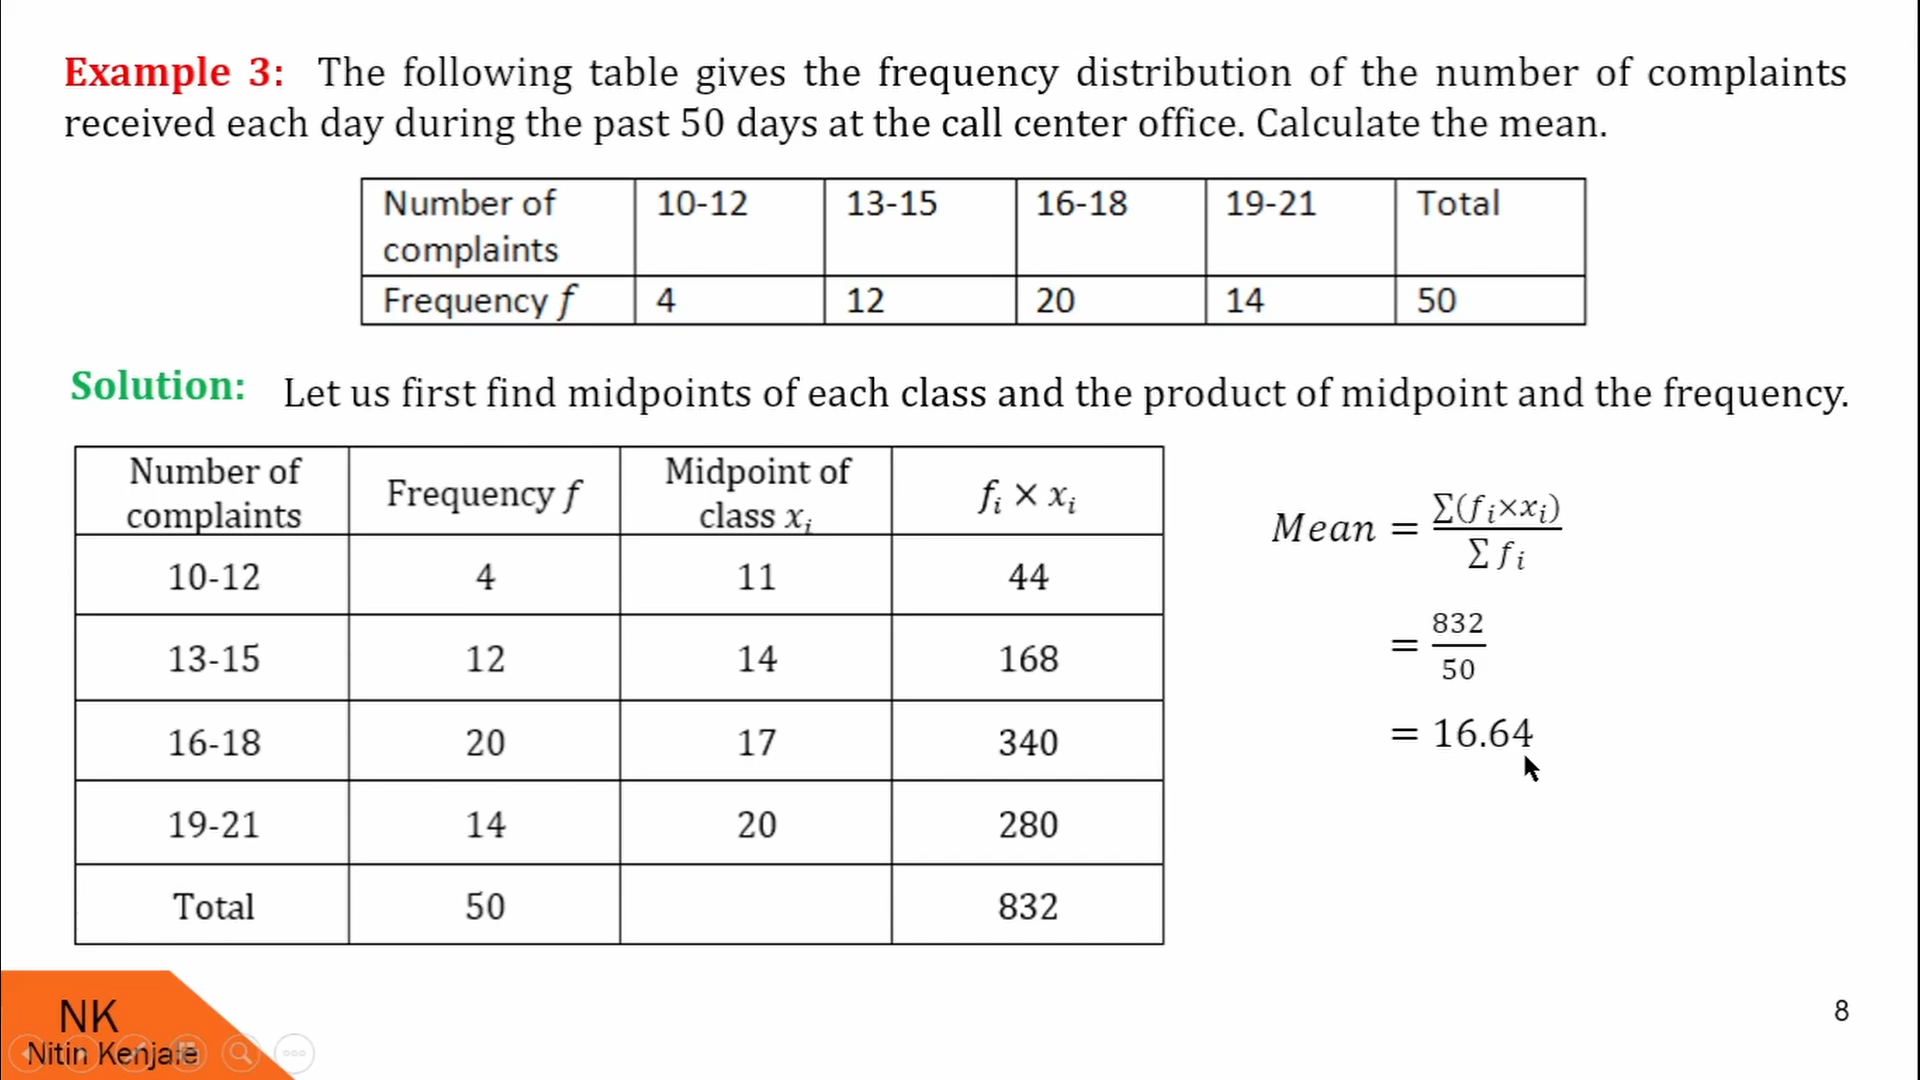 Example 3: The following table gives the frequency distribution of the number of complaints
received each day during the past 50 days at the call center office. Calculate the mean.
Number of complaints 10-12 13-15 16-18 19-21 Total
Frequency f 4 12 20 14 50
Solution: Let us first find midpoints of each class and the product of midpoint and the frequency.
Number of complaints Frequency f Midpoint of class xᵢ fᵢ × xᵢ
10-12 4 11 44
13-15 12 14 168
16-18 20 17 340
19-21 14 20 280
Total 50 832
Mean = ∑(fᵢ×xᵢ) / ∑ fᵢ
= 832 / 50
= 16.64
NK
Nitin Kenjale
8